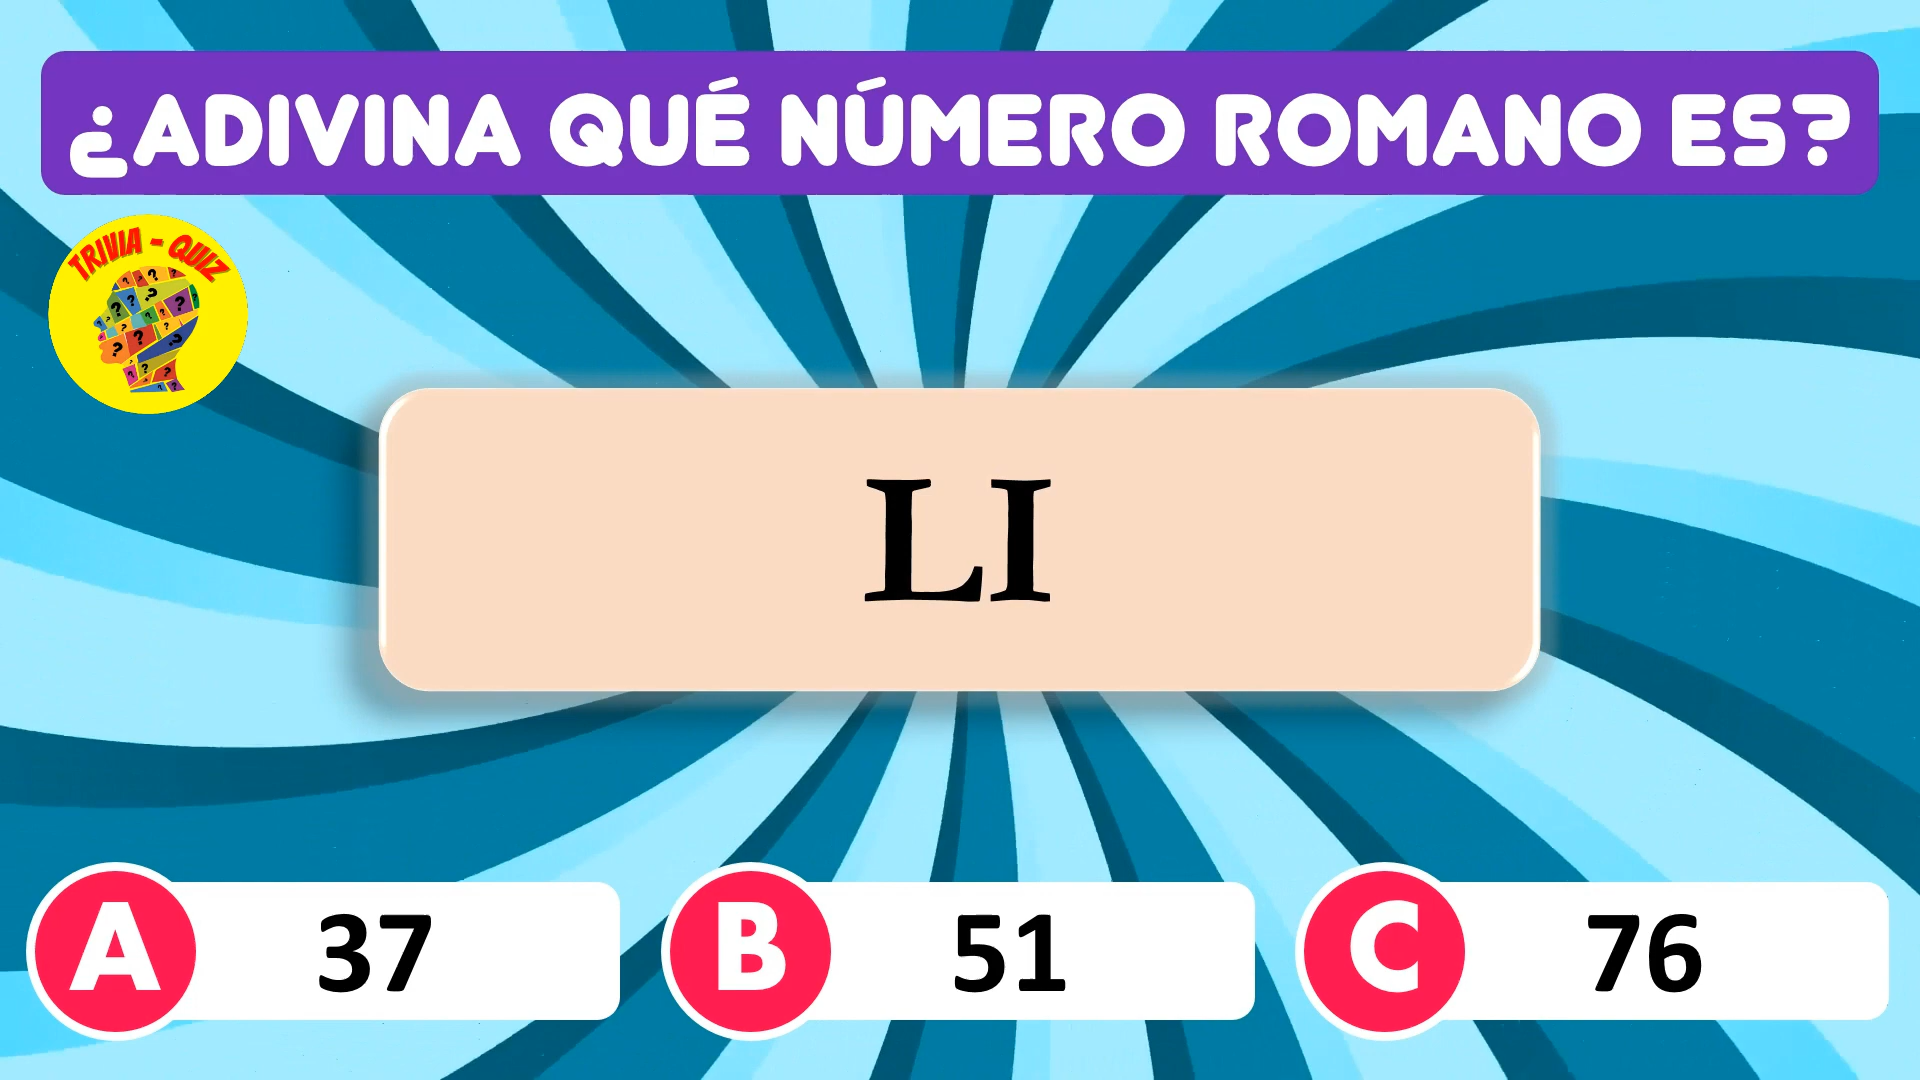 ¿ADIVINA QUÉ NÚMERO ROMANO ES?
TRIVIA - QUIZ
LI
A 37
B 51
C 76